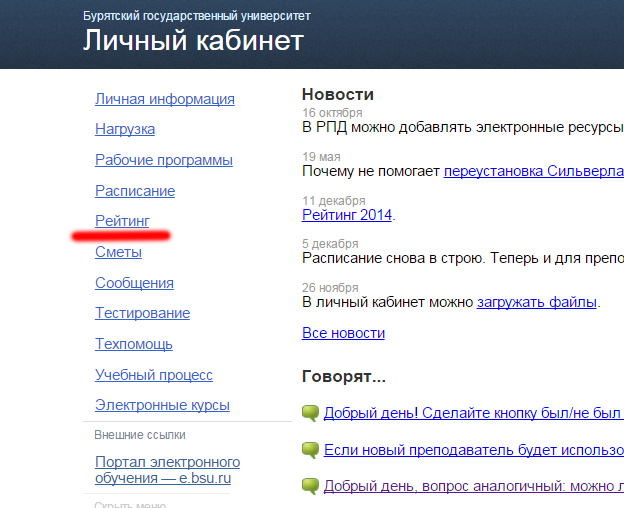 Бурятский государственный университет
Личный кабинет
Личная информация
Нагрузка
Рабочие программы
Расписание
Рейтинг
Сметы
Сообщения
Тестирование
Техпомощь
Учебный процесс
Электронные курсы
Внешние ссылки
Портал электронного
обучения — e.bsu.ru
Скрыть меню
Новости
16 октября
В РПД можно добавлять электронные ресурсы
19 мая
Почему не помогает переустановка Сильверла
11 декабря
Рейтинг 2014.
5 декабря
Расписание снова в строю. Теперь и для препо
26 ноября
В личный кабинет можно загружать файлы.
Все новости
Говорят...
Добрый день! Сделайте кнопку был/не был
Если новый преподаватель будет использо
Добрый день, вопрос аналогичный: можно л